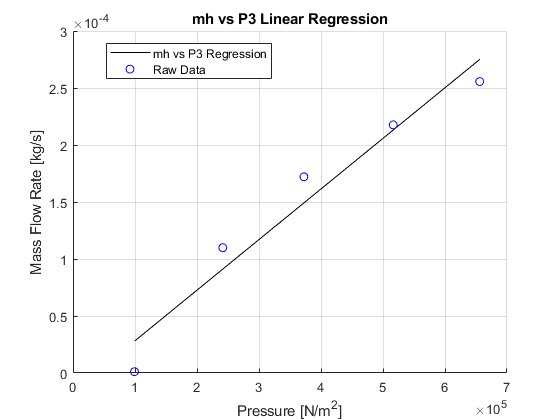 mh vs P3 Linear Regression
×10⁻⁴
3
mh vs P3 Regression
Raw Data
2.5
2
1.5
1
0.5
0
Mass Flow Rate [kg/s]
0 1 2 3 4 5 6 7
Pressure [N/m²]
×10⁵